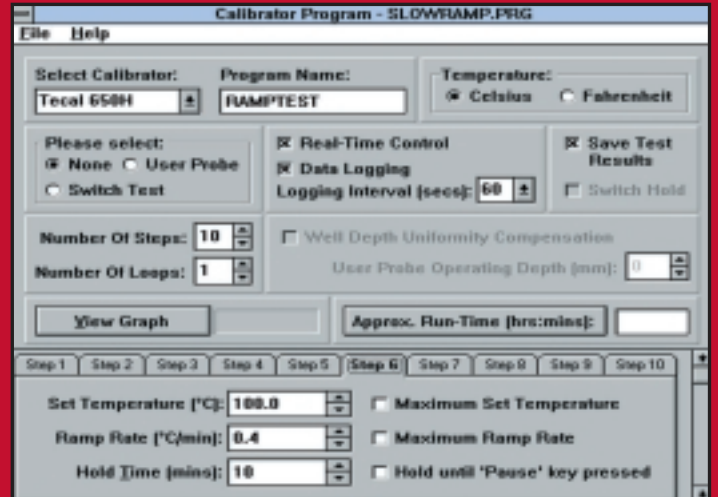 Calibrator Program - SLOWRAMP.PRG
File Help
Select Calibrator: Program Name: Temperature:
Tecal 650H RAMPTEST Celsius Fahrenheit
Please select: Real-Time Control Save Test Results
None User Probe Data Logging
Switch Test Logging Interval (secs): 60 Switch Hold
Number Of Steps: 10 Well Depth Uniformity Compensation
Number Of Loops: 1 User Probe Operating Depth (mm): 0
View Graph Approx. Run-Time (hrs:mins):
Step 1 Step 2 Step 3 Step 4 Step 5 Step 6 Step 7 Step 8 Step 9 Step 10
Set Temperature (°C): 100.0 Maximum Set Temperature
Ramp Rate (°C/min): 0.4 Maximum Ramp Rate
Hold Time (mins): 10 Hold until 'Pause' key pressed